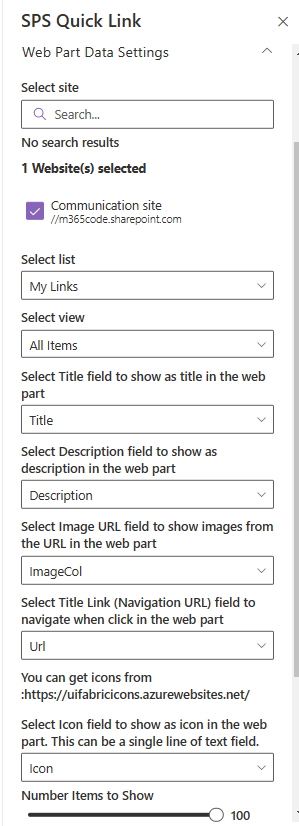 SPS Quick Link
Web Part Data Settings
Select site
Search...
No search results
1 Website(s) selected
Communication site
//m365code.sharepoint.com
Select list
My Links
Select view
All Items
Select Title field to show as title in the web
part
Title
Select Description field to show as
description in the web part
Description
Select Image URL field to show images from
the URL in the web part
ImageCol
Select Title Link (Navigation URL) field to
navigate when click in the web part
Url
You can get icons from
:https://uifabricicons.azurewebsites.net/
Select Icon field to show as icon in the web
part. This can be a single line of text field.
Icon
Number Items to Show
100